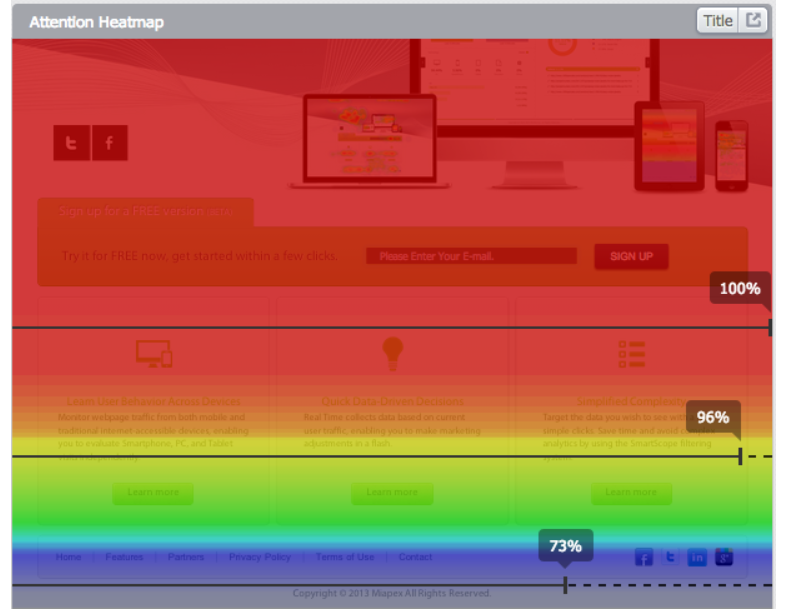 Attention Heatmap
Title
Sign up for a FREE version
Try it for FREE now, get started within a few clicks.
Please Enter Your E-mail.
SIGN UP
100%
Learn User Behavior Across Devices
Quick Data-Driven Decisions
Simplified Complexity
Monitor webpage traffic from both mobile and
traditional internet accessible devices, enabling
you to evaluate Smartphone, PC, and Tablet
Real Time collects data based on current
user traffic, enabling you to make marketing
adjustments in a flash.
Target the data you wish to see with
simple clicks. Save time and avoid
analytics by using the SmartScope filtering
96%
Learn more
Learn more
Learn more
73%
Home | Features | Partners | Privacy Policy | Terms of Use | Contact
Copyright © 2013 Miapex All Rights Reserved.